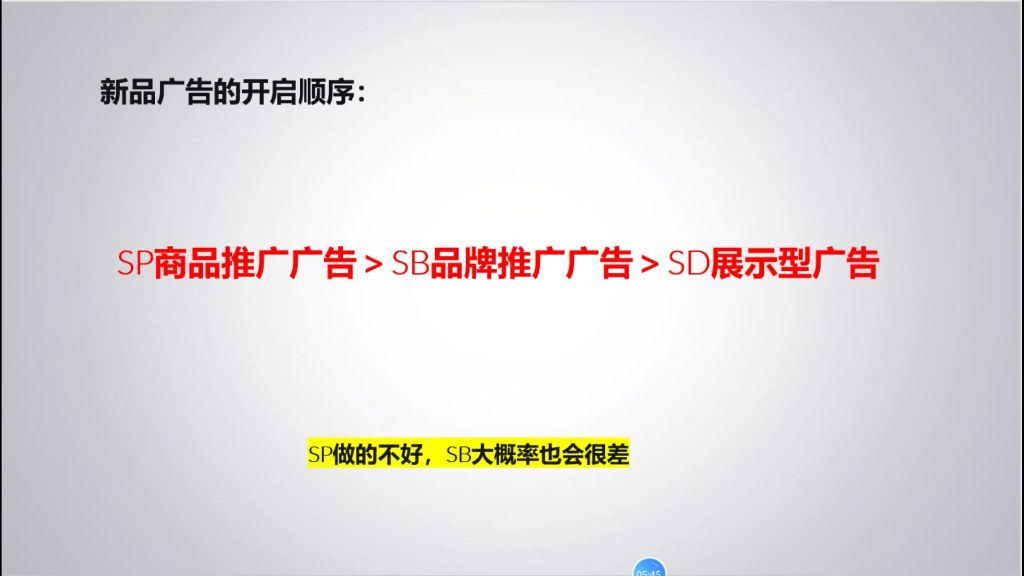 新品广告的开启顺序：
SP商品推广广告 > SB品牌推广广告 > SD展示型广告
SP做的不好，SB大概率也会很差
05:45